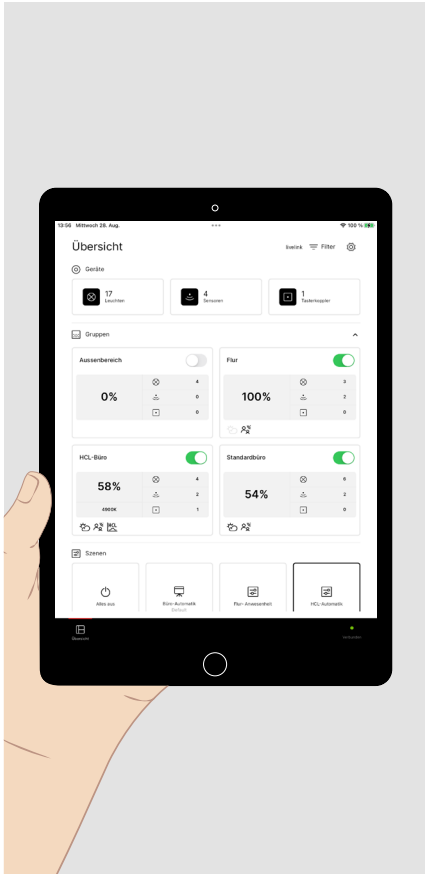 13:56 Mittwoch 28. Aug.
100 %
Übersicht
livelink
Filter
Geräte
17
Leuchten
4
Sensoren
1
Tasterkoppler
Gruppen
Aussenbereich
0%
4
0
0
Flur
100%
3
2
0
HCL-Büro
58%
4900K
4
2
1
HCL
Standardbüro
54%
6
2
0
Szenen
Alles aus
Büro-Automatik
Default
Flur- Anwesenheit
HCL-Automatik
Übersicht
Verbunden